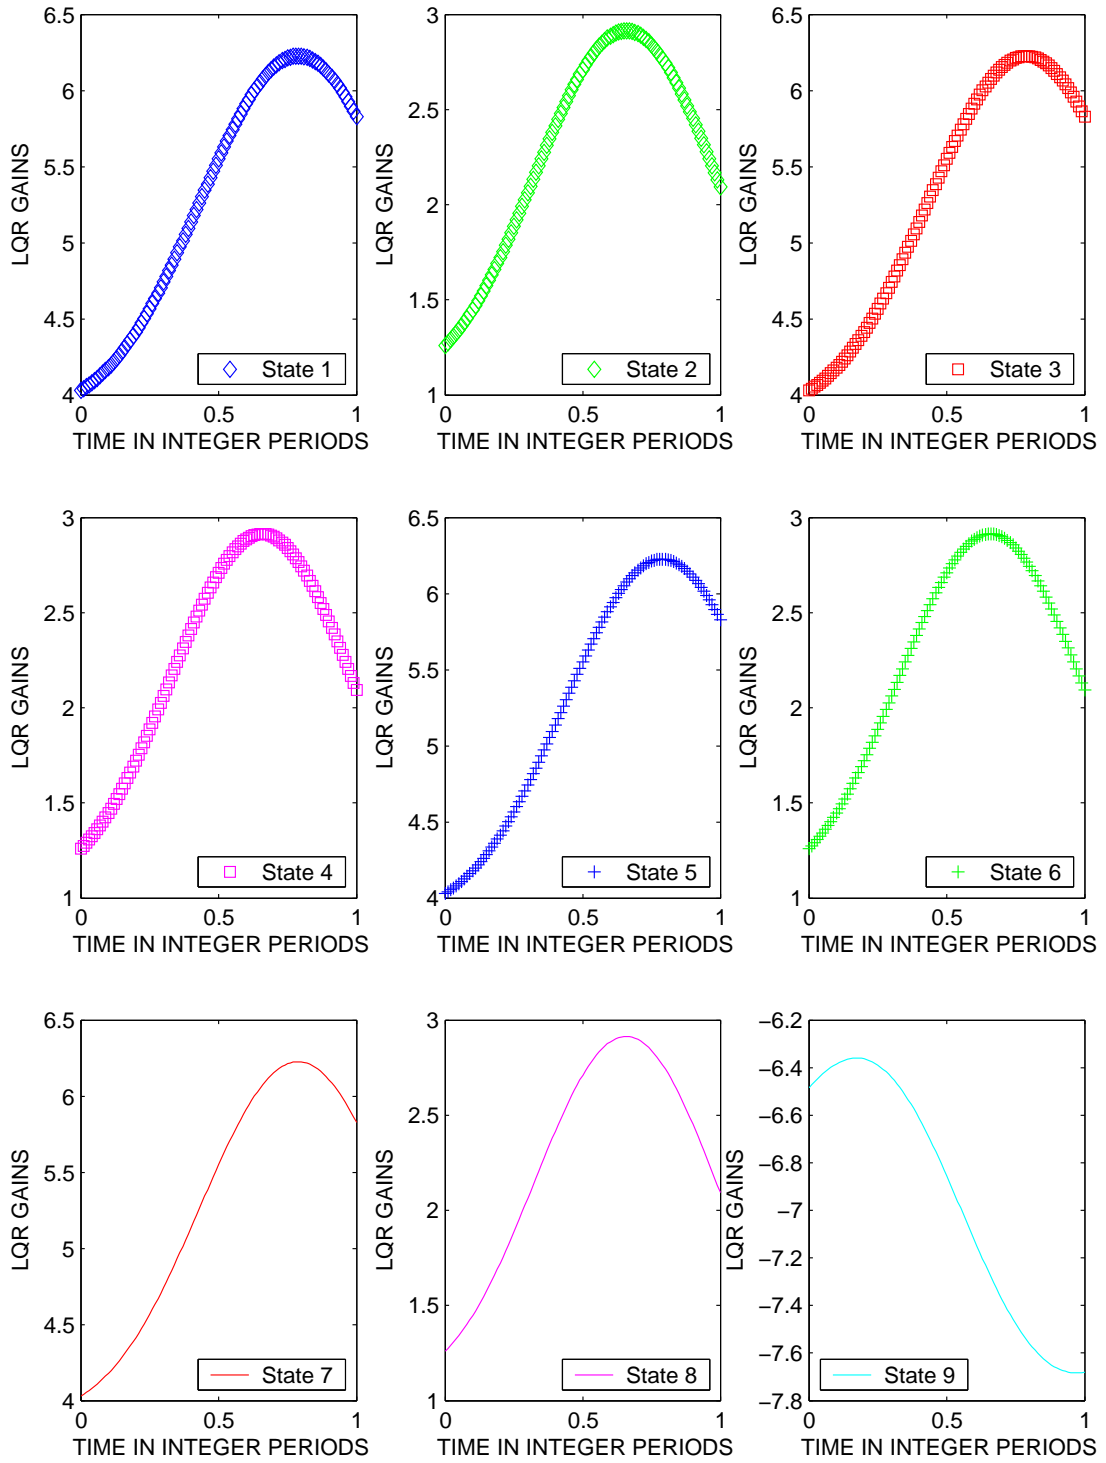 6.5
6
5.5
5
4.5
4
LQR GAINS
State 1
0
0.5
1
TIME IN INTEGER PERIODS
3
2.5
2
1.5
1
LQR GAINS
State 2
0
0.5
1
TIME IN INTEGER PERIODS
6.5
6
5.5
5
4.5
4
LQR GAINS
State 3
0
0.5
1
TIME IN INTEGER PERIODS
3
2.5
2
1.5
1
LQR GAINS
State 4
0
0.5
1
TIME IN INTEGER PERIODS
6.5
6
5.5
5
4.5
4
LQR GAINS
State 5
0
0.5
1
TIME IN INTEGER PERIODS
3
2.5
2
1.5
1
LQR GAINS
State 6
0
0.5
1
TIME IN INTEGER PERIODS
6.5
6
5.5
5
4.5
4
LQR GAINS
State 7
0
0.5
1
TIME IN INTEGER PERIODS
3
2.5
2
1.5
1
LQR GAINS
State 8
0
0.5
1
TIME IN INTEGER PERIODS
−6.2
−6.4
−6.6
−6.8
−7
−7.2
−7.4
−7.6
−7.8
LQR GAINS
State 9
0
0.5
1
TIME IN INTEGER PERIODS